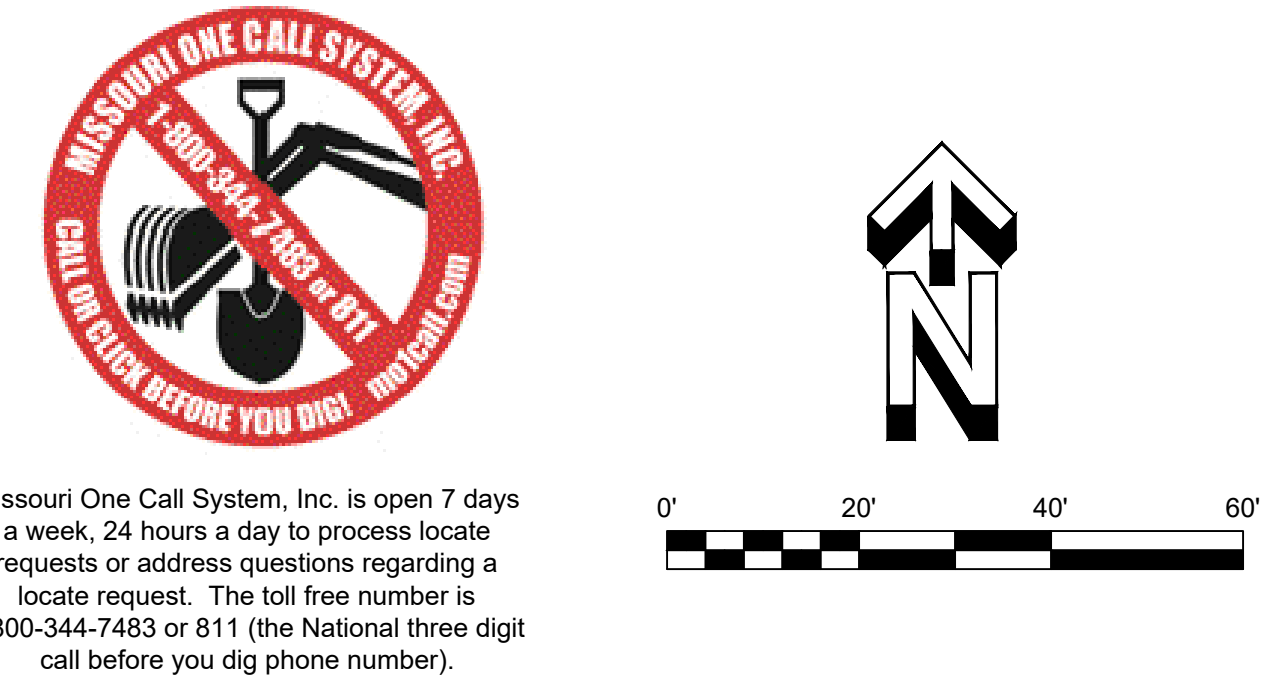 MISSOURI ONE CALL SYSTEM, INC.
1-800-344-7483 or 811
CALL OR CLICK BEFORE YOU DIG!
mo1call.com
N
ssouri One Call System, Inc. is open 7 days
a week, 24 hours a day to process locate
requests or address questions regarding a
locate request. The toll free number is
800-344-7483 or 811 (the National three digit
call before you dig phone number).
0' 20' 40' 60'